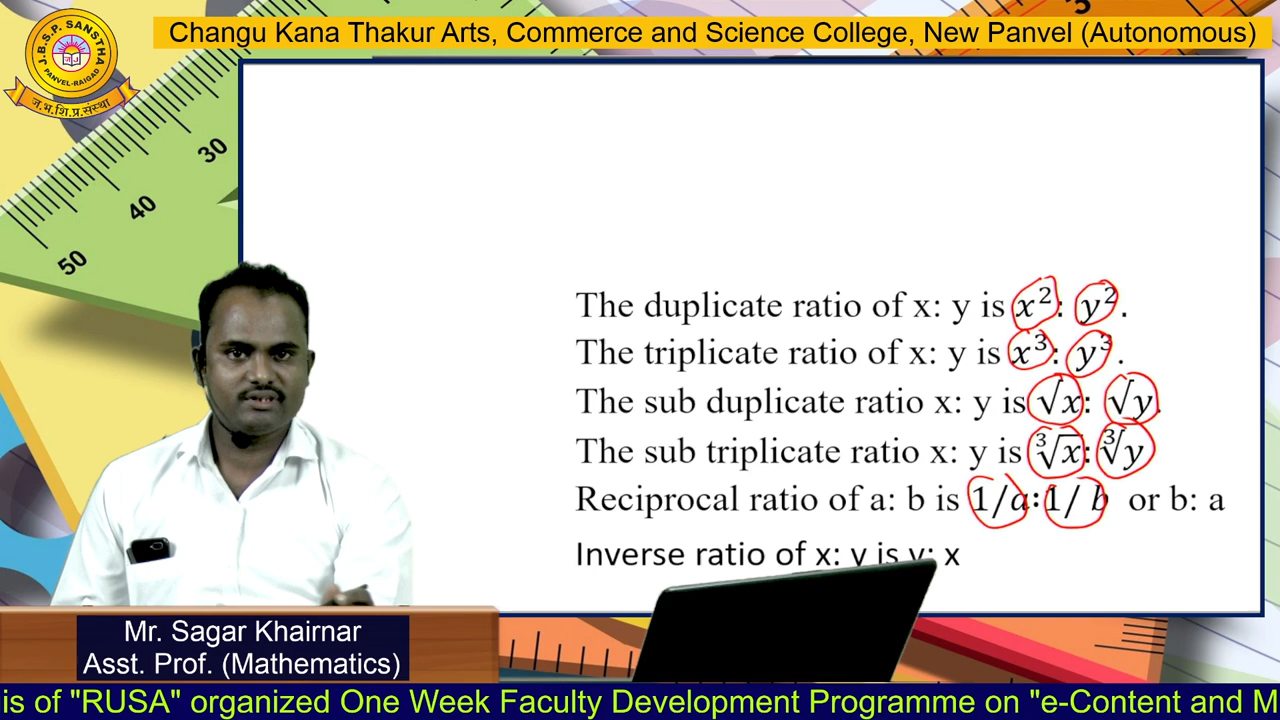 J.B.S.P. SANSTHA
PANVEL-RAIGAD
ज.भ.शि.प्र.संस्था
Changu Kana Thakur Arts, Commerce and Science College, New Panvel (Autonomous)
30
40
50
The duplicate ratio of x: y is x²: y².
The triplicate ratio of x: y is x³: y³.
The sub duplicate ratio x: y is √x: √y.
The sub triplicate ratio x: y is ∛x: ∛y
Reciprocal ratio of a: b is 1/a:1/ b or b: a
Inverse ratio of x: y is y: x
Mr. Sagar Khairnar
Asst. Prof. (Mathematics)
is of "RUSA" organized One Week Faculty Development Programme on "e-Content and M